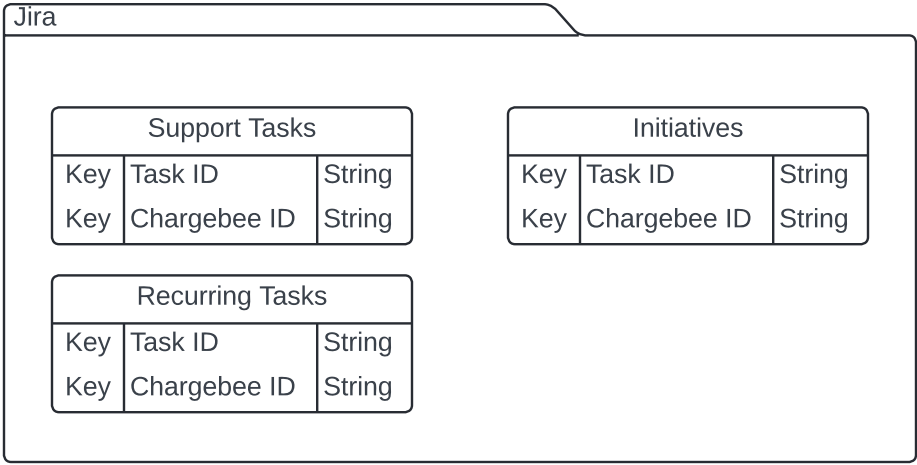 Jira
Support Tasks
Key Task ID String
Key Chargebee ID String
Initiatives
Key Task ID String
Key Chargebee ID String
Recurring Tasks
Key Task ID String
Key Chargebee ID String